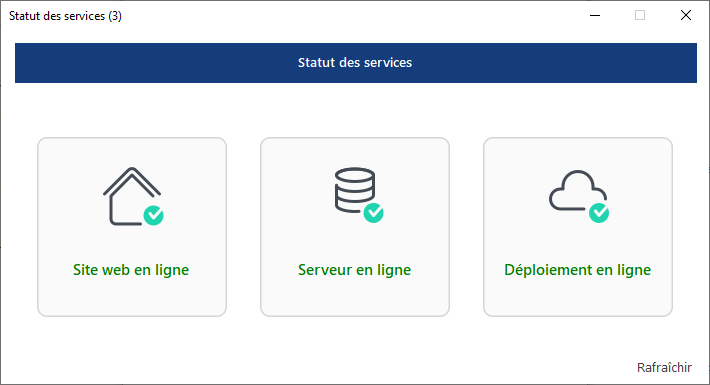 Statut des services (3)
Statut des services
Site web en ligne
Serveur en ligne
Déploiement en ligne
Rafraîchir